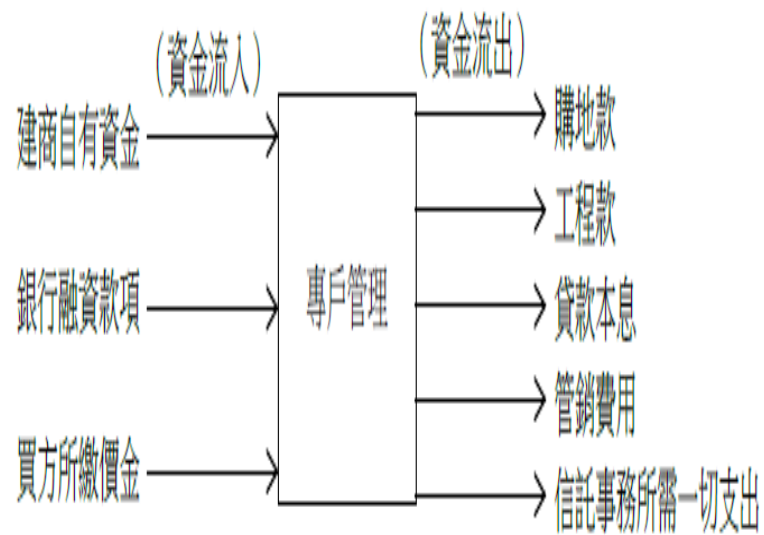 （資金流入）
建商自有資金
銀行融資款項
買方所繳價金
專戶管理
（資金流出）
購地款
工程款
貸款本息
管銷費用
信託事務所需一切支出